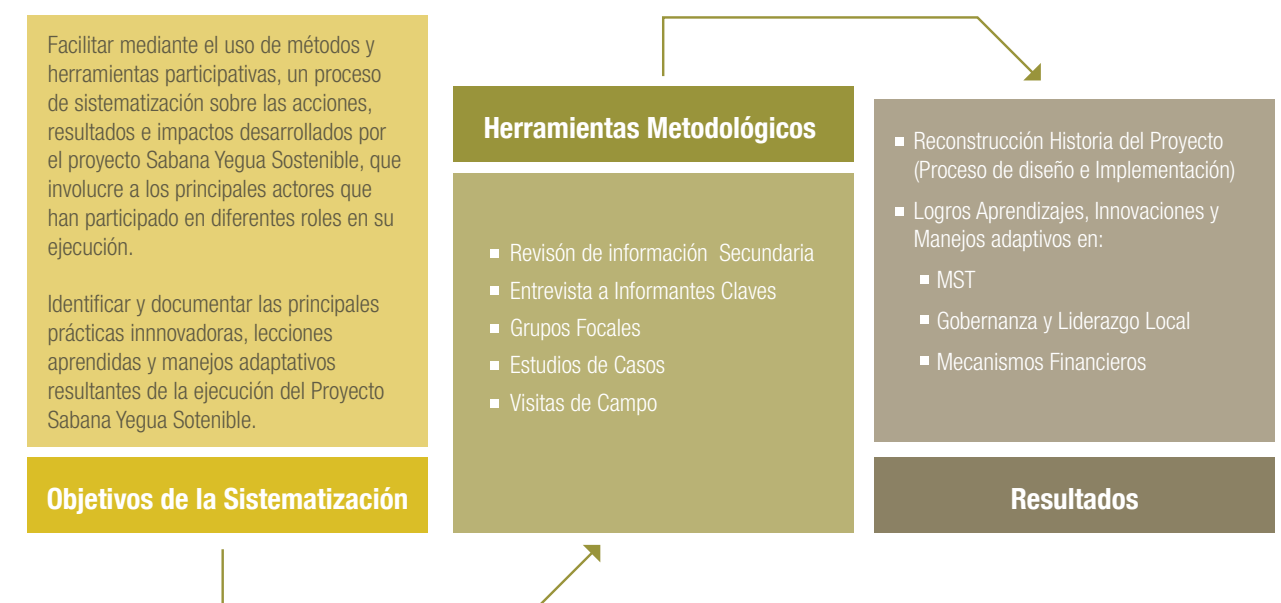 Facilitar mediante el uso de métodos y
herramientas participativas, un proceso
de sistematización sobre las acciones,
resultados e impactos desarrollados por
el proyecto Sabana Yegua Sostenible, que
involucre a los principales actores que
han participado en diferentes roles en su
ejecución.
Identificar y documentar las principales
prácticas innnovadoras, lecciones
aprendidas y manejos adaptativos
resultantes de la ejecución del Proyecto
Sabana Yegua Sotenible.
Objetivos de la Sistematización
Herramientas Metodológicos
Revisón de información Secundaria
Entrevista a Informantes Claves
Grupos Focales
Estudios de Casos
Visitas de Campo
Reconstrucción Historia del Proyecto
(Proceso de diseño e Implementación)
Logros Aprendizajes, Innovaciones y
Manejos adaptivos en:
MST
Gobernanza y Liderazgo Local
Mecanismos Financieros
Resultados